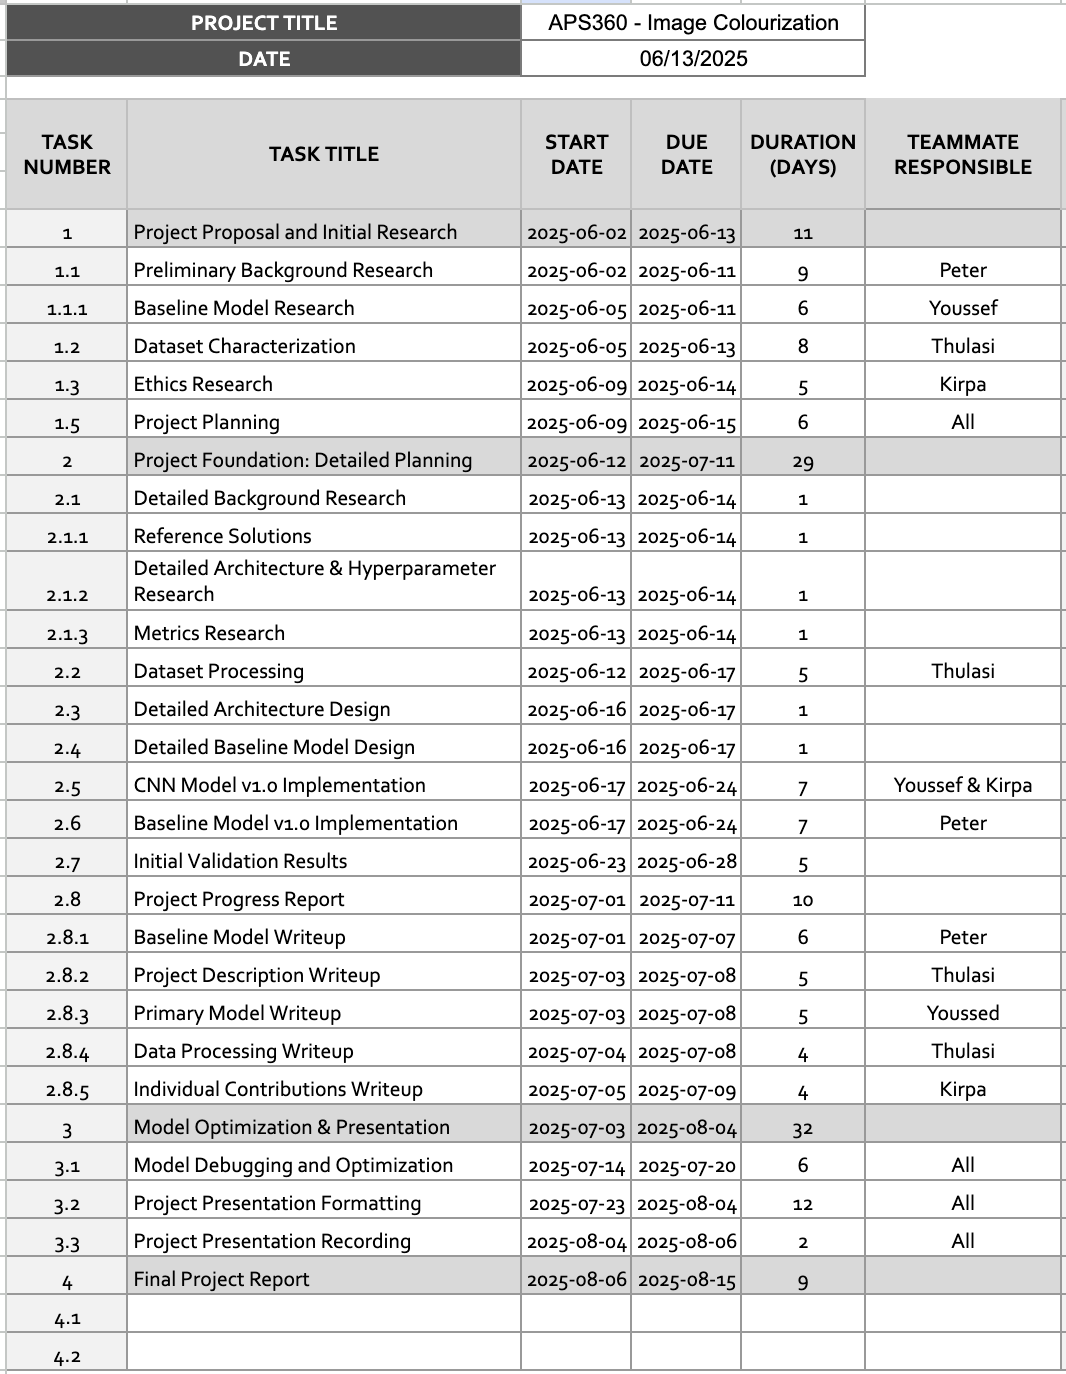 PROJECT TITLE APS360 - Image Colourization
DATE 06/13/2025
TASK NUMBER TASK TITLE START DATE DUE DATE DURATION (DAYS) TEAMMATE RESPONSIBLE
1 Project Proposal and Initial Research 2025-06-02 2025-06-13 11
1.1 Preliminary Background Research 2025-06-02 2025-06-11 9 Peter
1.1.1 Baseline Model Research 2025-06-05 2025-06-11 6 Youssef
1.2 Dataset Characterization 2025-06-05 2025-06-13 8 Thulasi
1.3 Ethics Research 2025-06-09 2025-06-14 5 Kirpa
1.5 Project Planning 2025-06-09 2025-06-15 6 All
2 Project Foundation: Detailed Planning 2025-06-12 2025-07-11 29
2.1 Detailed Background Research 2025-06-13 2025-06-14 1
2.1.1 Reference Solutions 2025-06-13 2025-06-14 1
2.1.2 Detailed Architecture & Hyperparameter Research 2025-06-13 2025-06-14 1
2.1.3 Metrics Research 2025-06-13 2025-06-14 1
2.2 Dataset Processing 2025-06-12 2025-06-17 5 Thulasi
2.3 Detailed Architecture Design 2025-06-16 2025-06-17 1
2.4 Detailed Baseline Model Design 2025-06-16 2025-06-17 1
2.5 CNN Model v1.0 Implementation 2025-06-17 2025-06-24 7 Youssef & Kirpa
2.6 Baseline Model v1.0 Implementation 2025-06-17 2025-06-24 7 Peter
2.7 Initial Validation Results 2025-06-23 2025-06-28 5
2.8 Project Progress Report 2025-07-01 2025-07-11 10
2.8.1 Baseline Model Writeup 2025-07-01 2025-07-07 6 Peter
2.8.2 Project Description Writeup 2025-07-03 2025-07-08 5 Thulasi
2.8.3 Primary Model Writeup 2025-07-03 2025-07-08 5 Youssed
2.8.4 Data Processing Writeup 2025-07-04 2025-07-08 4 Thulasi
2.8.5 Individual Contributions Writeup 2025-07-05 2025-07-09 4 Kirpa
3 Model Optimization & Presentation 2025-07-03 2025-08-04 32
3.1 Model Debugging and Optimization 2025-07-14 2025-07-20 6 All
3.2 Project Presentation Formatting 2025-07-23 2025-08-04 12 All
3.3 Project Presentation Recording 2025-08-04 2025-08-06 2 All
4 Final Project Report 2025-08-06 2025-08-15 9
4.1
4.2